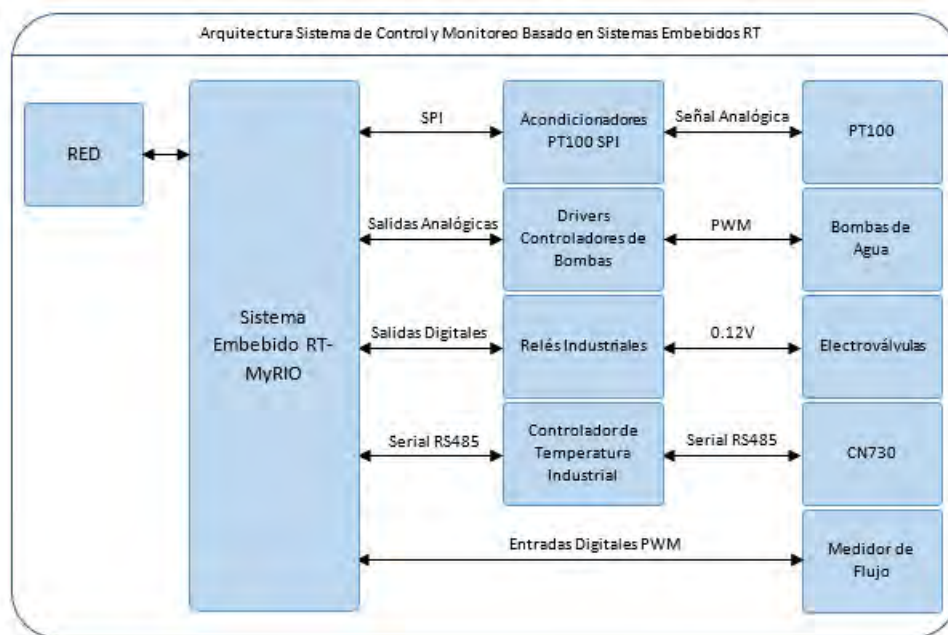 Arquitectura Sistema de Control y Monitoreo Basado en Sistemas Embebidos RT
RED
Sistema
Embebido RT-
MyRIO
SPI
Acondicionadores
PT100 SPI
Señal Analógica
PT100
Salidas Analógicas
Drivers
Controladores de
Bombas
PWM
Bombas de
Agua
Salidas Digitales
Relés Industriales
0.12V
Electroválvulas
Serial RS485
Controlador de
Temperatura
Industrial
Serial RS485
CN730
Entradas Digitales PWM
Medidor de
Flujo